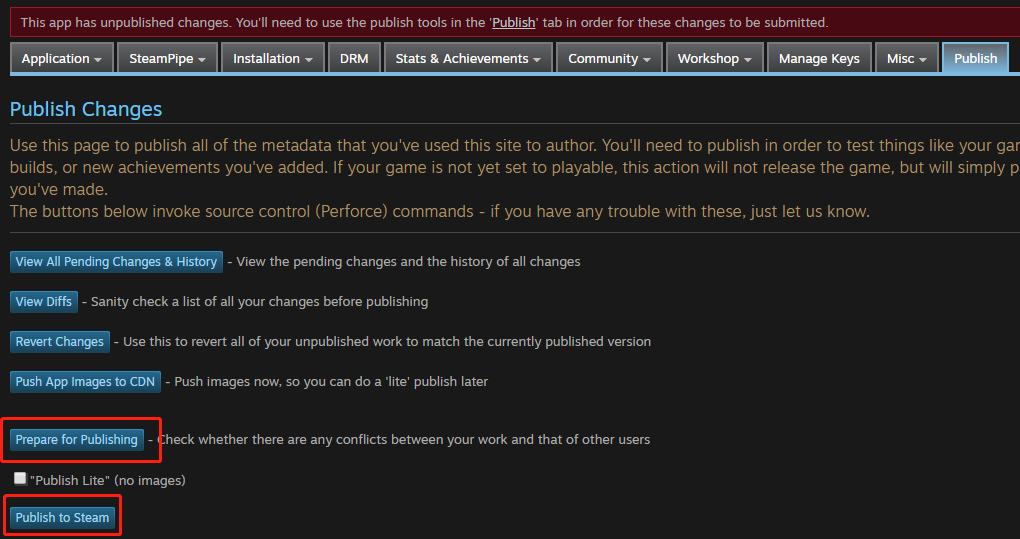 This app has unpublished changes. You'll need to use the publish tools in the 'Publish' tab in order for these changes to be submitted.
Application SteamPipe Installation DRM Stats & Achievements Community Workshop Manage Keys Misc Publish
Publish Changes
Use this page to publish all of the metadata that you've used this site to author. You'll need to publish in order to test things like your
builds, or new achievements you've added. If your game is not yet set to playable, this action will not release the game, but will simply
you've made.
The buttons below invoke source control (Perforce) commands - if you have any trouble with these, just let us know.
View All Pending Changes & History - View the pending changes and the history of all changes
View Diffs - Sanity check a list of all your changes before publishing
Revert Changes - Use this to revert all of your unpublished work to match the currently published version
Push App Images to CDN - Push images now, so you can do a 'lite' publish later
Prepare for Publishing - Check whether there are any conflicts between your work and that of other users
"Publish Lite" (no images)
Publish to Steam